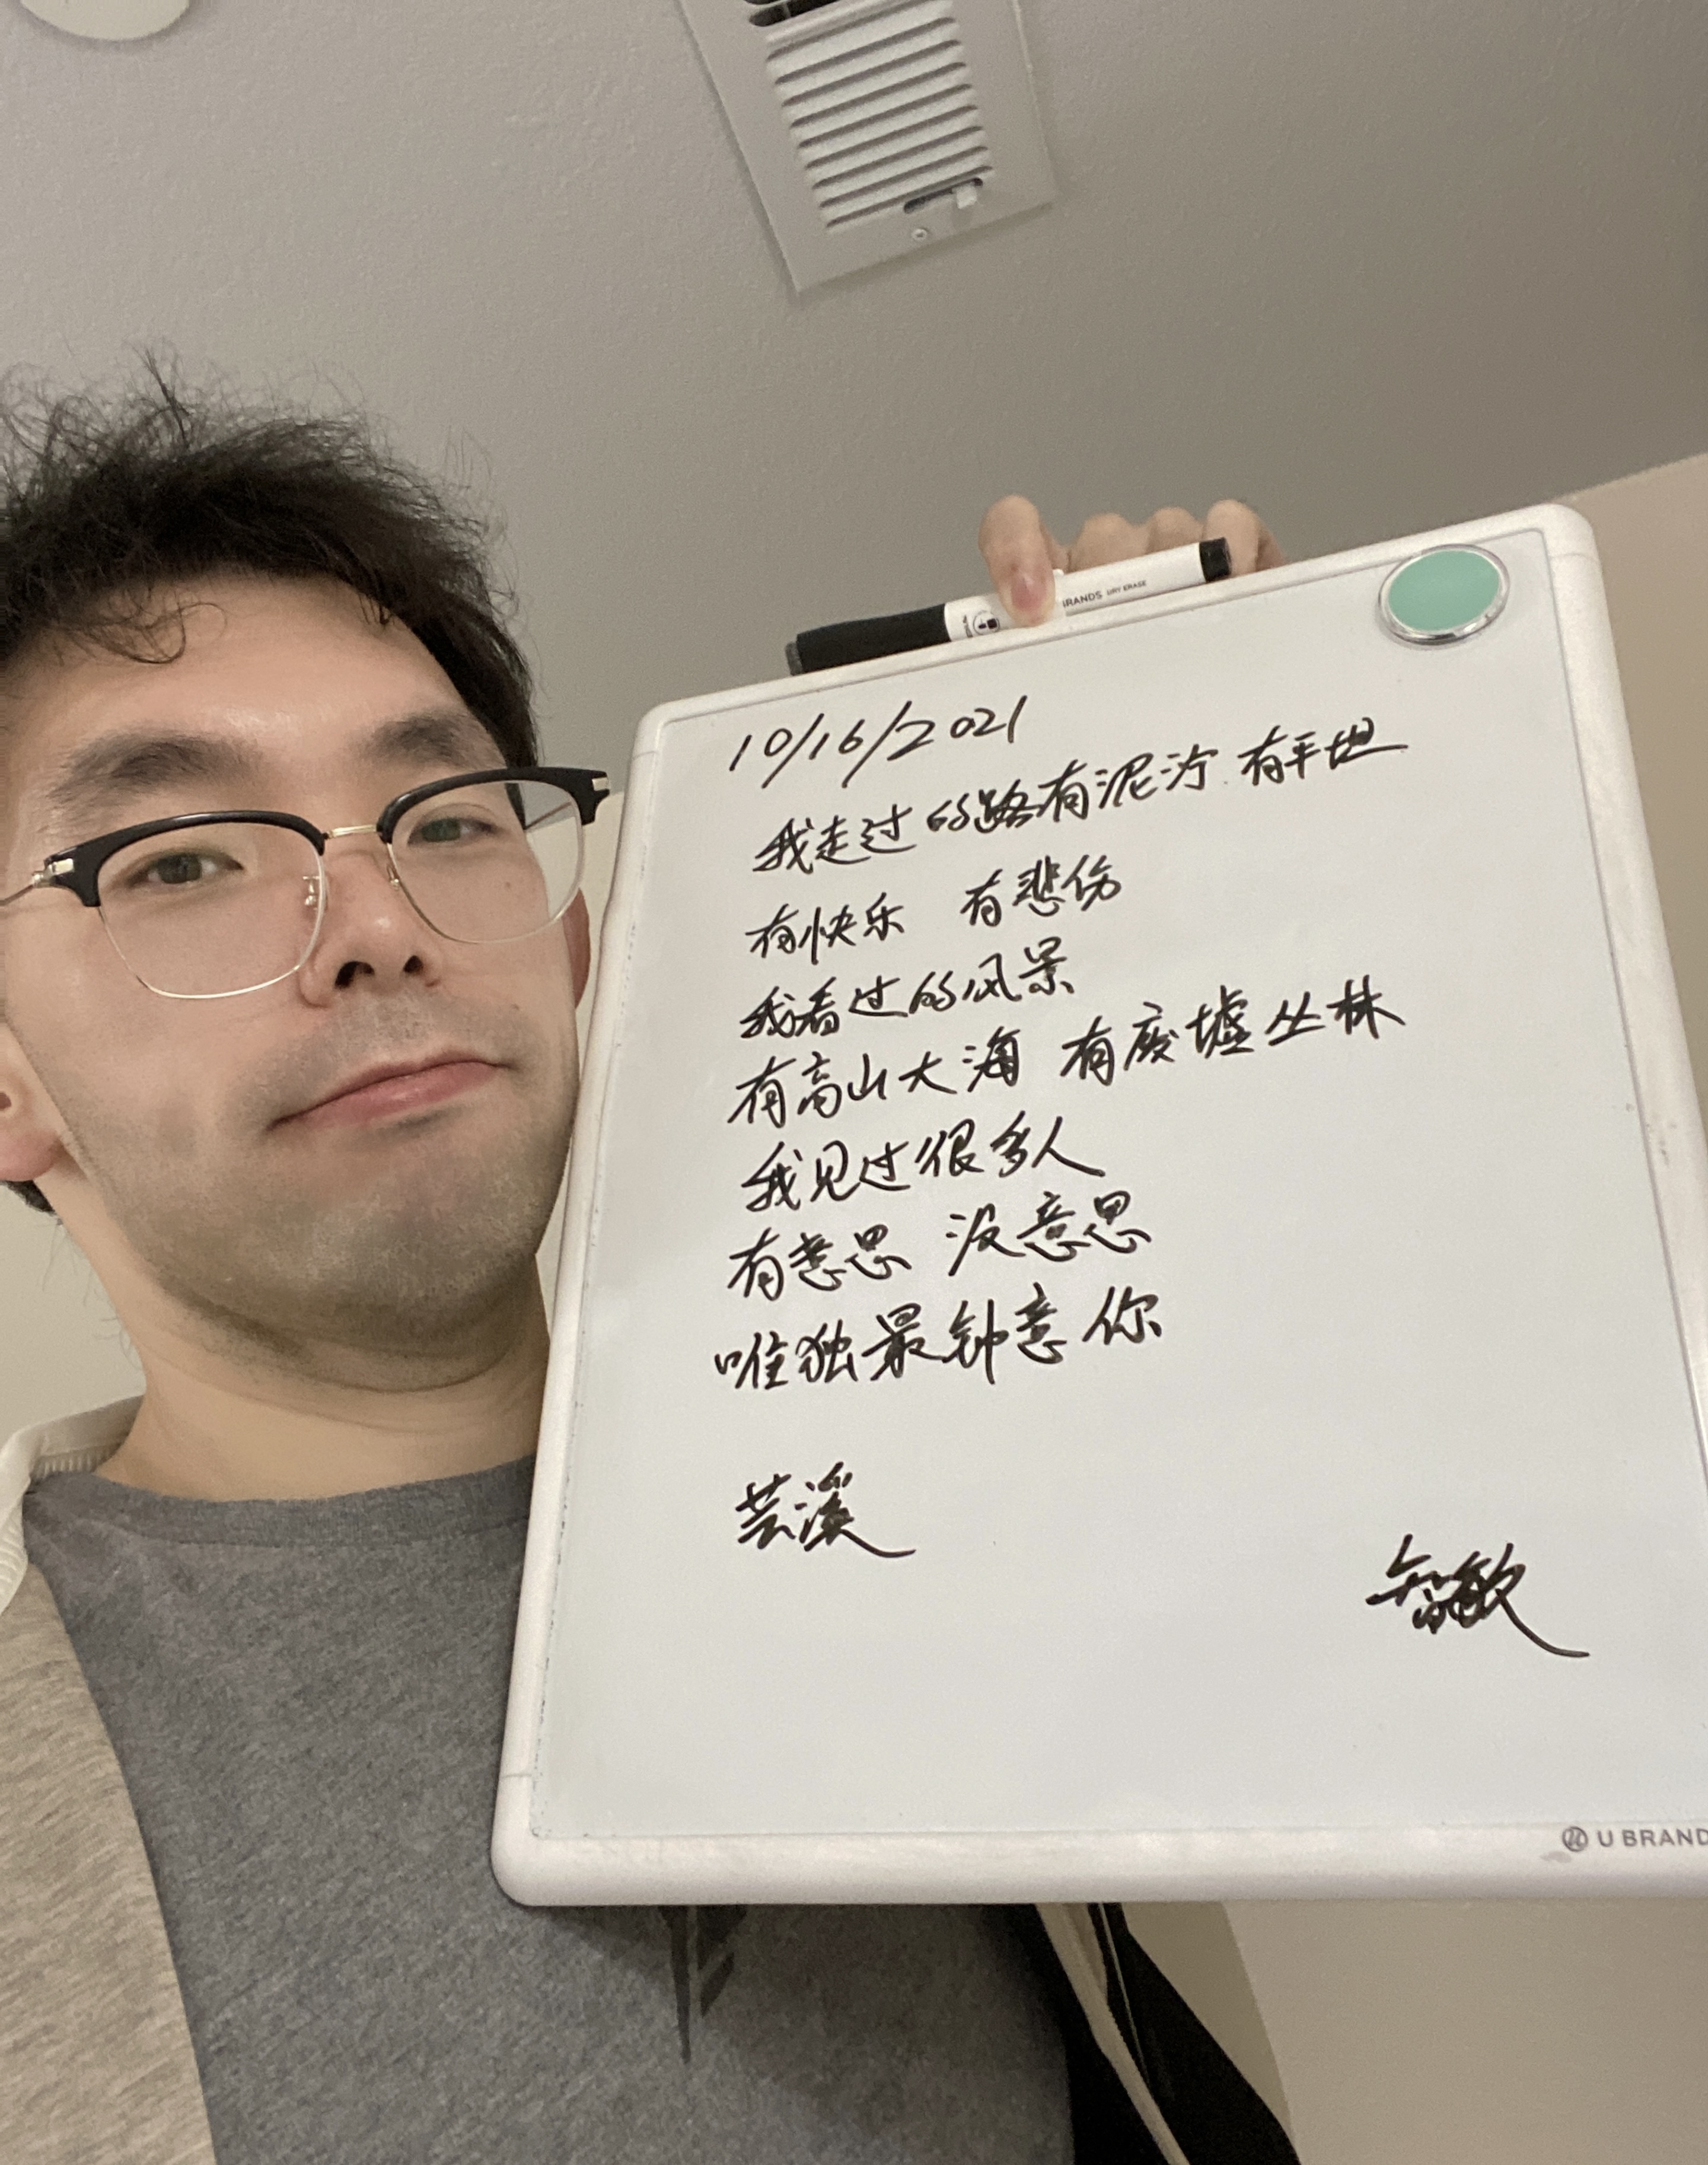 BRANDS DRY ERASE
10/16/2021
我走过的路有泥泞 有平坦
有快乐 有悲伤
我看过的风景
有高山大海 有废墟丛林
我见过很多人
有意思 没意思
唯独最钟意你
芸溪
智敏
U BRAND